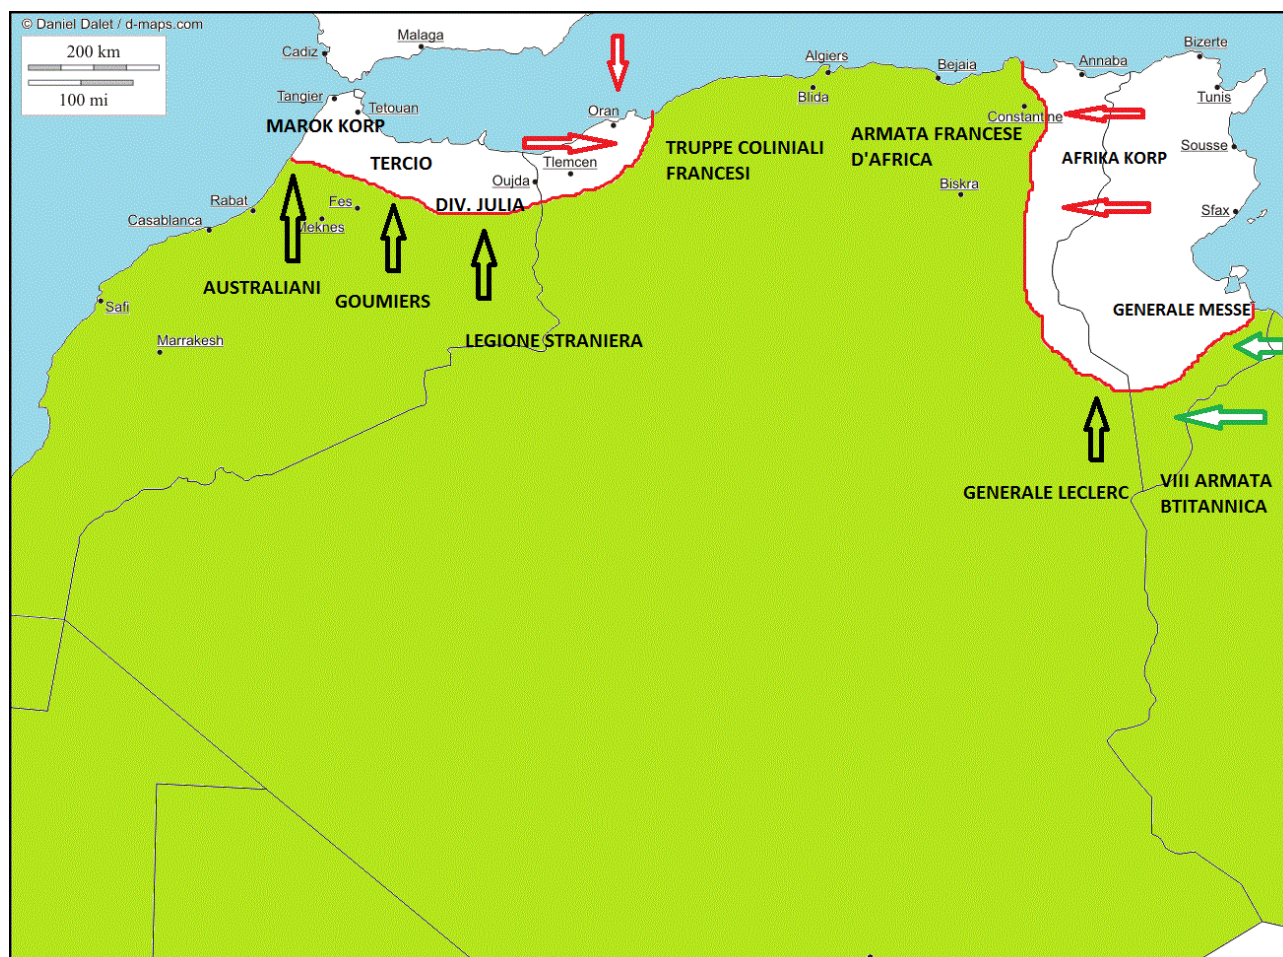 © Daniel Dalet / d-maps.com
200 km
100 mi
Cadiz
Malaga
Tangier
Tetouan
MAROK KORP
TERCIO
Oran
Tlemcen
Oujda
DIV. JULIA
Algiers
Blida
Bejaia
Constantine
Annaba
Bizerte
Tunis
Sousse
Sfax
TRUPPE COLINIALI
FRANCESI
ARMATA FRANCESE
D'AFRICA
Biskra
AFRIKA KORP
Rabat
Fes
Meknes
Casablanca
AUSTRALIANI
GOUMIERS
LEGIONE STRANIERA
Safi
Marrakesh
GENERALE MESSE
GENERALE LECLERC
VIII ARMATA
BTITANNICA